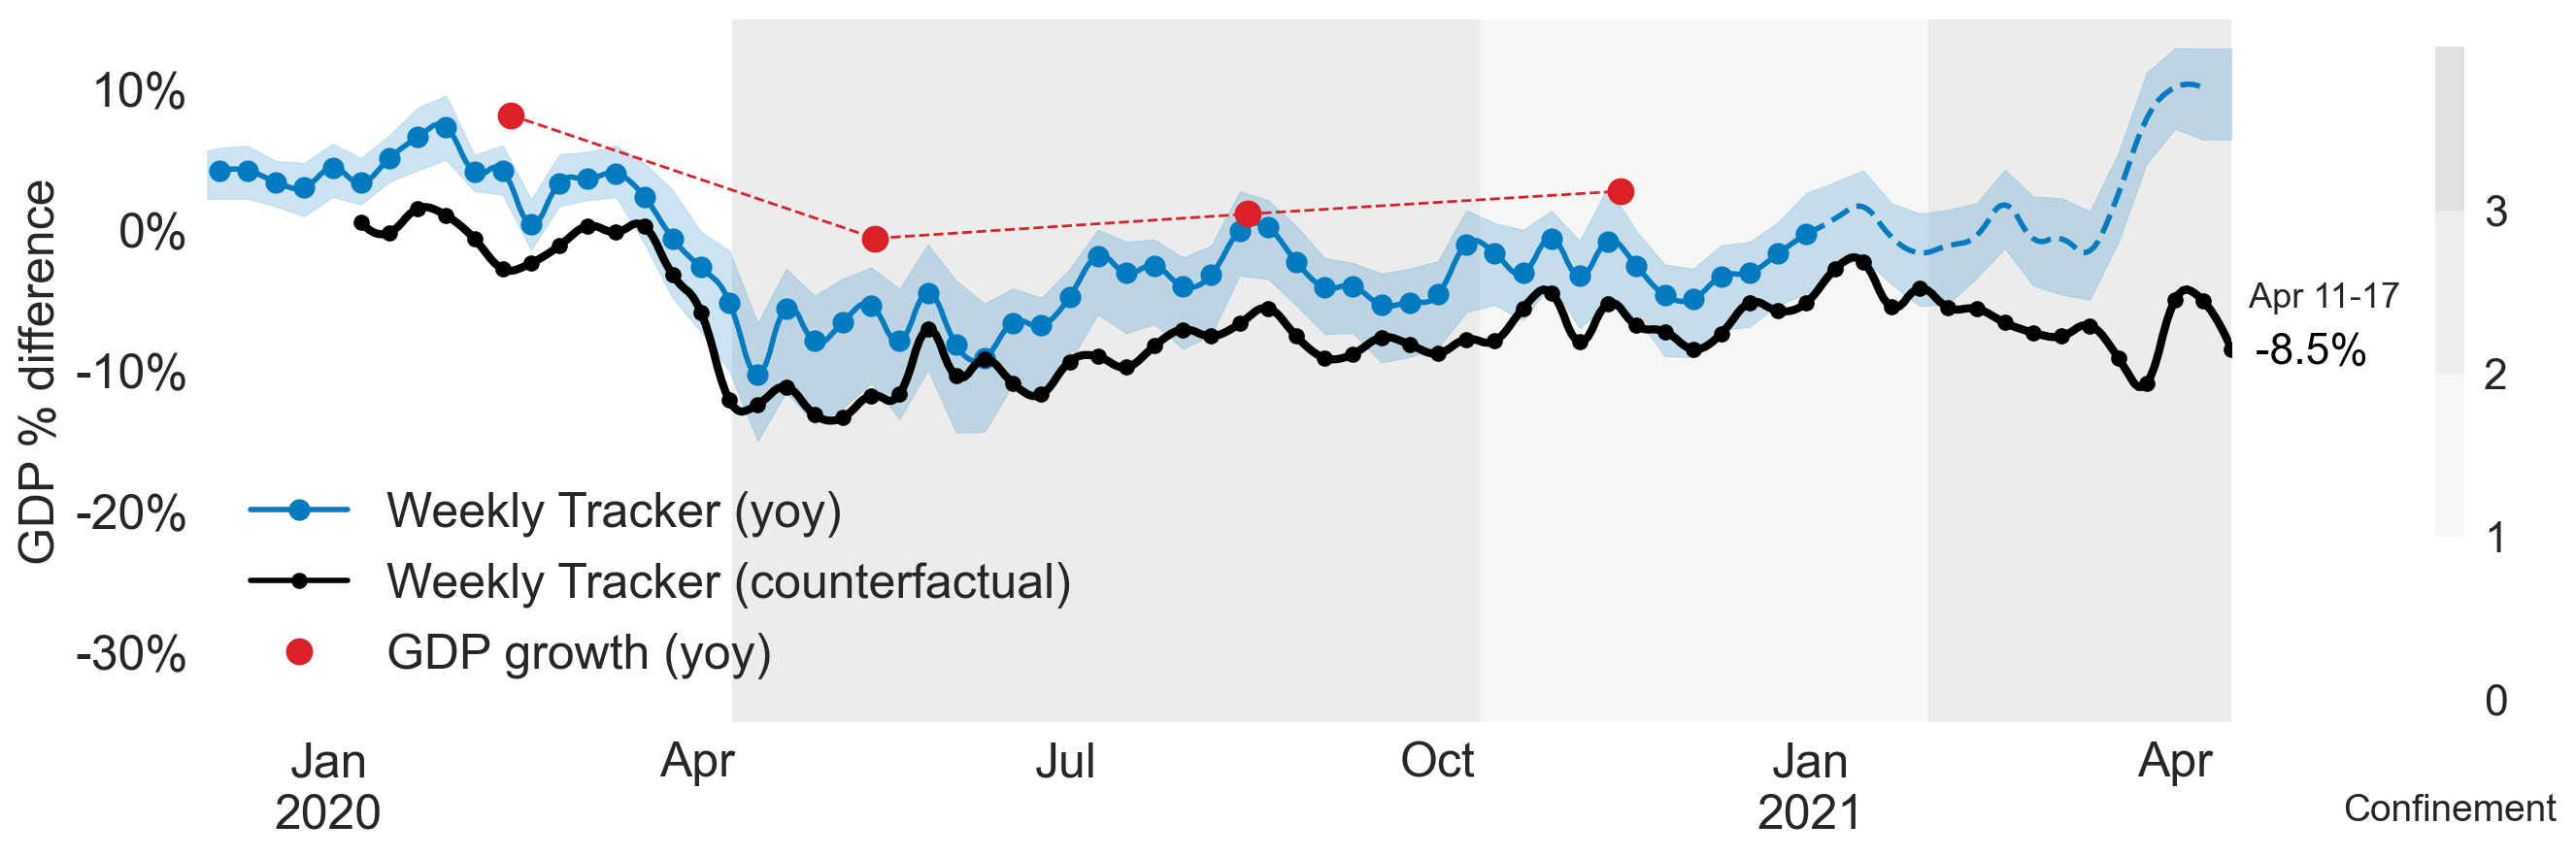 GDP % difference
10%
0%
-10%
-20%
-30%
Weekly Tracker (yoy)
Weekly Tracker (counterfactual)
GDP growth (yoy)
Jan
2020
Apr
Jul
Oct
Jan
2021
Apr
Apr 11-17
-8.5%
3
2
1
0
Confinement